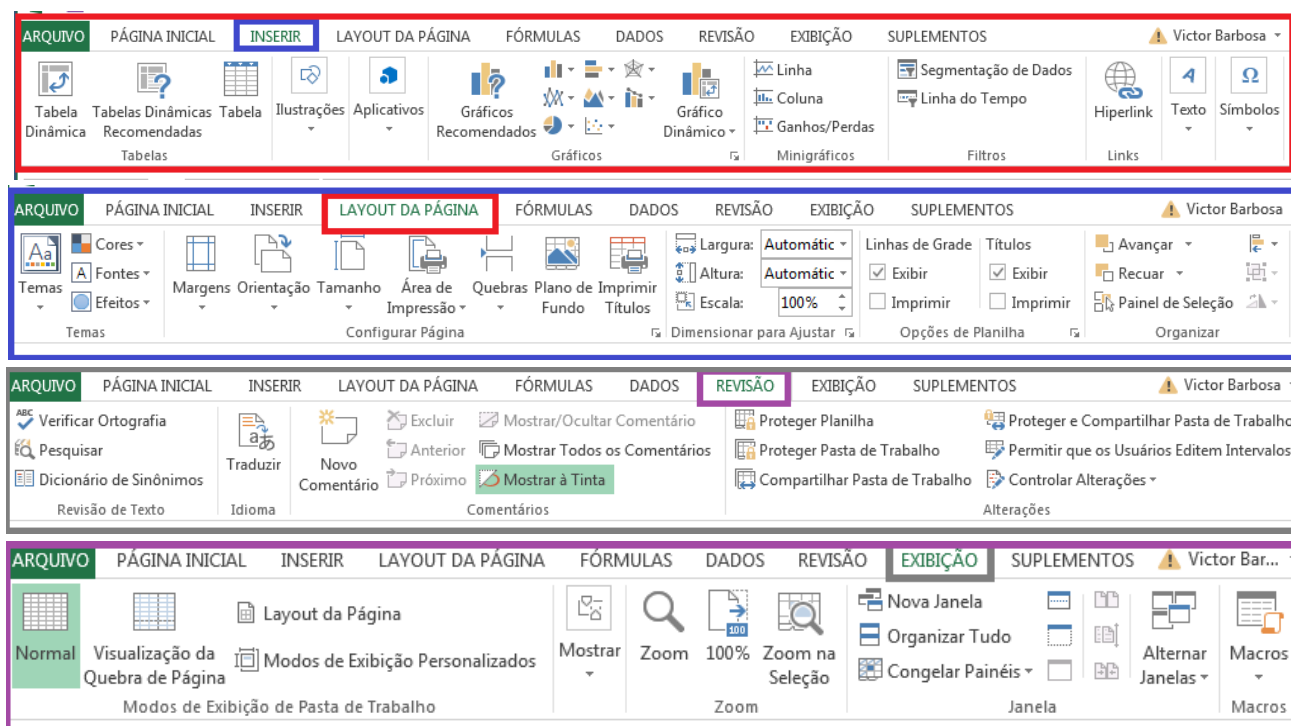 ARQUIVO PÁGINA INICIAL INSERIR LAYOUT DA PÁGINA FÓRMULAS DADOS REVISÃO EXIBIÇÃO SUPLEMENTOS Victor Barbosa
Tabela Dinâmica Tabelas Dinâmicas Recomendadas Tabela
Tabelas
Ilustrações
Aplicativos
Gráficos Recomendados
Gráfico Dinâmico
Gráficos
Linha
Coluna
Ganhos/Perdas
Minigráficos
Segmentação de Dados
Linha do Tempo
Filtros
Hiperlink
Links
Texto
Símbolos
ARQUIVO PÁGINA INICIAL INSERIR LAYOUT DA PÁGINA FÓRMULAS DADOS REVISÃO EXIBIÇÃO SUPLEMENTOS Victor Barbosa
Aa
Temas
Cores
A Fontes
Efeitos
Temas
Margens Orientação Tamanho Área de Impressão Quebras Plano de Fundo Imprimir Títulos
Configurar Página
Largura: Automátic
Altura: Automátic
Escala: 100%
Dimensionar para Ajustar
Linhas de Grade Títulos
Exibir Exibir
Imprimir Imprimir
Opções de Planilha
Avançar
Recuar
Painel de Seleção
Organizar
ARQUIVO PÁGINA INICIAL INSERIR LAYOUT DA PÁGINA FÓRMULAS DADOS REVISÃO EXIBIÇÃO SUPLEMENTOS Victor Barbosa
ABC Verificar Ortografia
Pesquisar
Dicionário de Sinônimos
Revisão de Texto
Traduzir
Idioma
Novo Comentário
Excluir
Anterior
Próximo
Mostrar/Ocultar Comentário
Mostrar Todos os Comentários
Mostrar à Tinta
Comentários
Proteger Planilha
Proteger Pasta de Trabalho
Compartilhar Pasta de Trabalho
Proteger e Compartilhar Pasta de Trabalho
Permitir que os Usuários Editem Intervalos
Controlar Alterações
Alterações
ARQUIVO PÁGINA INICIAL INSERIR LAYOUT DA PÁGINA FÓRMULAS DADOS REVISÃO EXIBIÇÃO SUPLEMENTOS Victor Bar...
Normal
Visualização da Quebra de Página
Layout da Página
Modos de Exibição Personalizados
Modos de Exibição de Pasta de Trabalho
Mostrar
Zoom
100
100%
Zoom na Seleção
Zoom
Nova Janela
Organizar Tudo
Congelar Painéis
Alternar Janelas
Janela
Macros
Macros